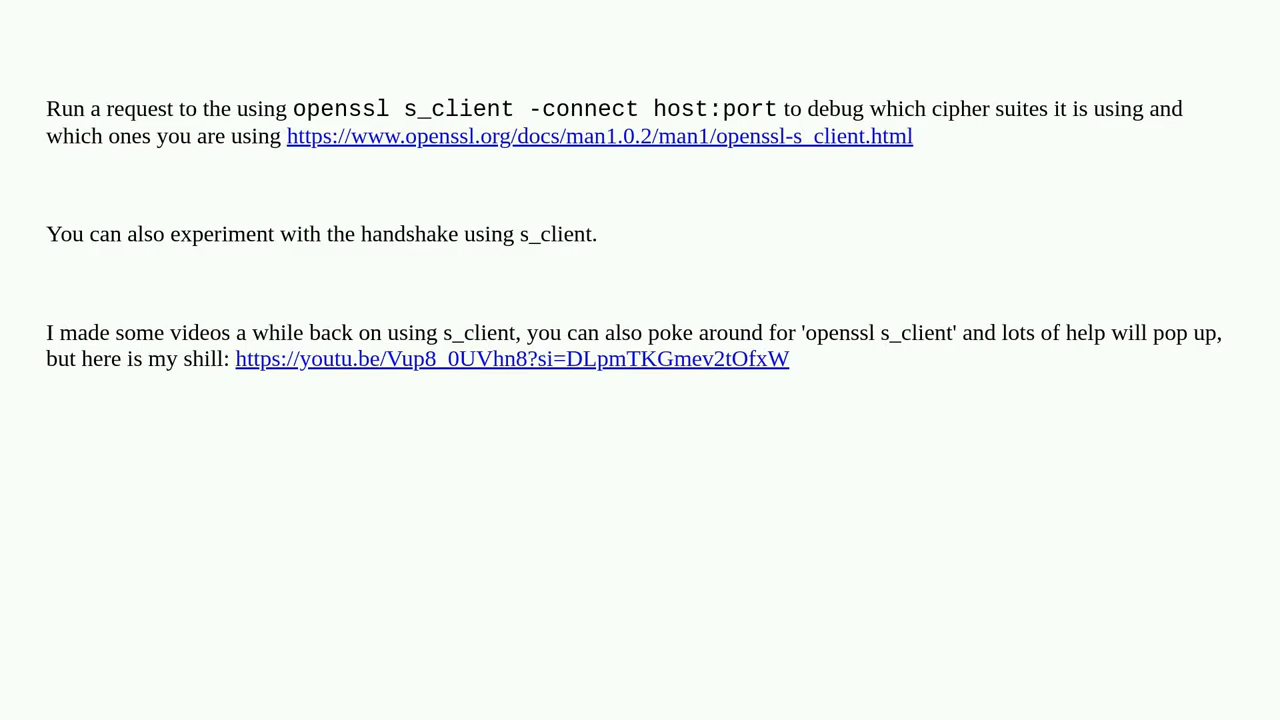 Run a request to the using openssl s_client -connect host:port to debug which cipher suites it is using and
which ones you are using https://www.openssl.org/docs/man1.0.2/man1/openssl-s_client.html
You can also experiment with the handshake using s_client.
I made some videos a while back on using s_client, you can also poke around for 'openssl s_client' and lots of help will pop up,
but here is my shill: https://youtu.be/Vup8_0UVhn8?si=DLpmTKGmev2tOfxW